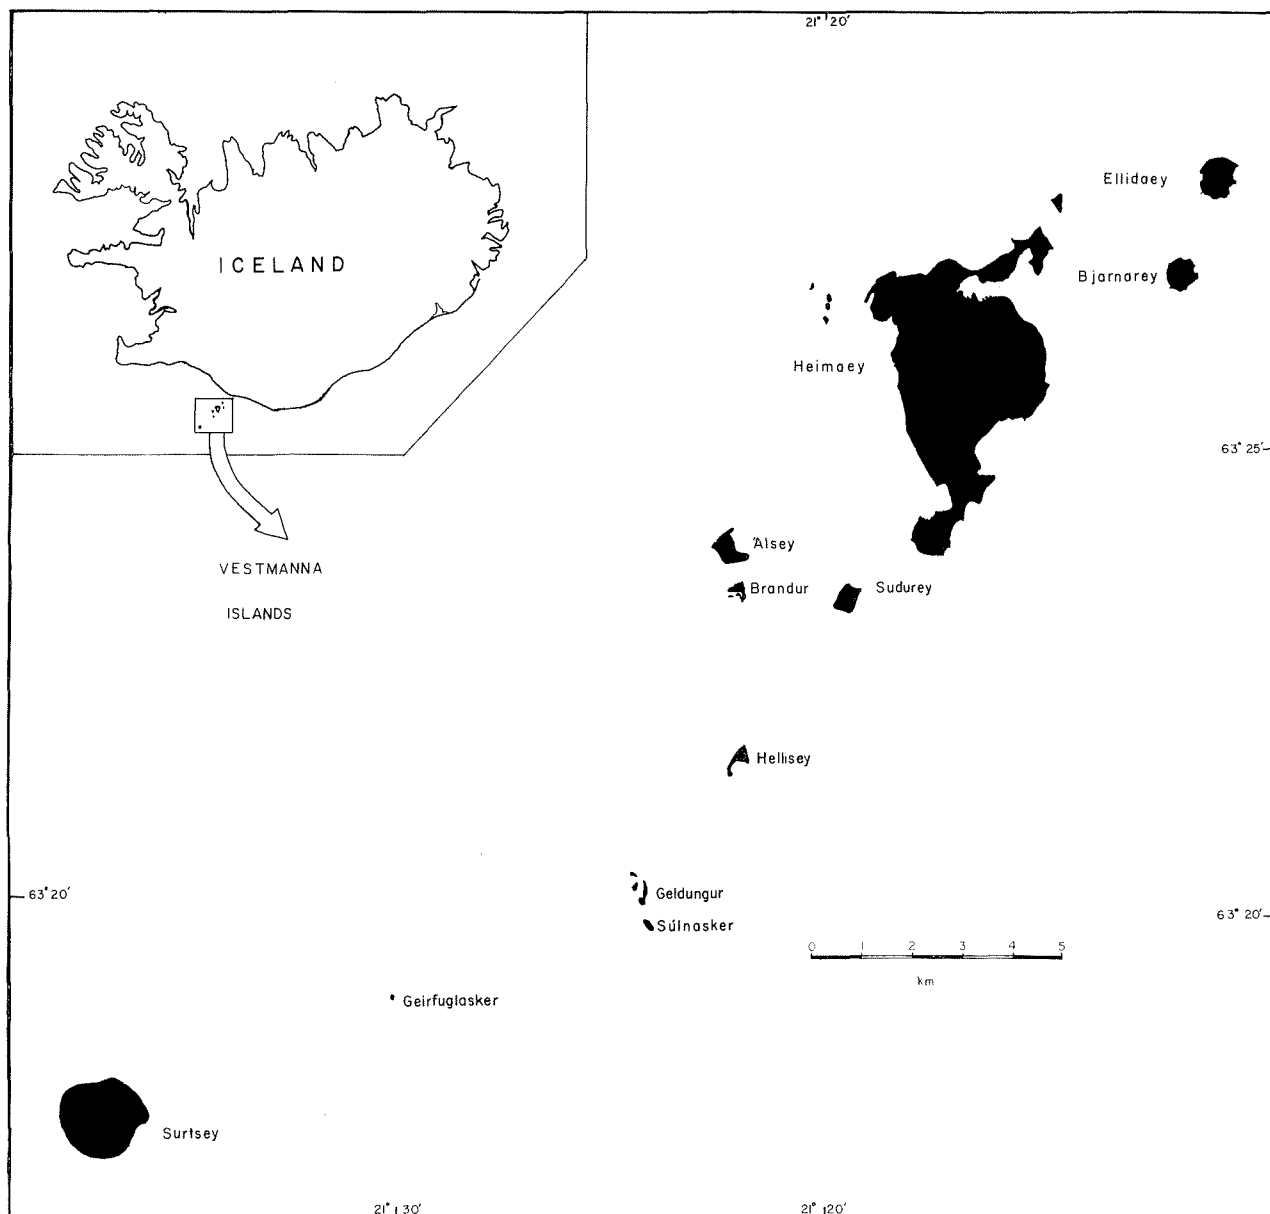 21° 20'
Ellidaey
ICELAND
Bjarnarey
Heimaey
63° 25'
'Alsey
VESTMANNA
ISLANDS
Brandur
Sudurey
Hellisey
63° 20'
Geldungur
Súlnasker
63° 20'
0 1 2 3 4 5
km
Geirfuglasker
Surtsey
21° 30'
21° 20'